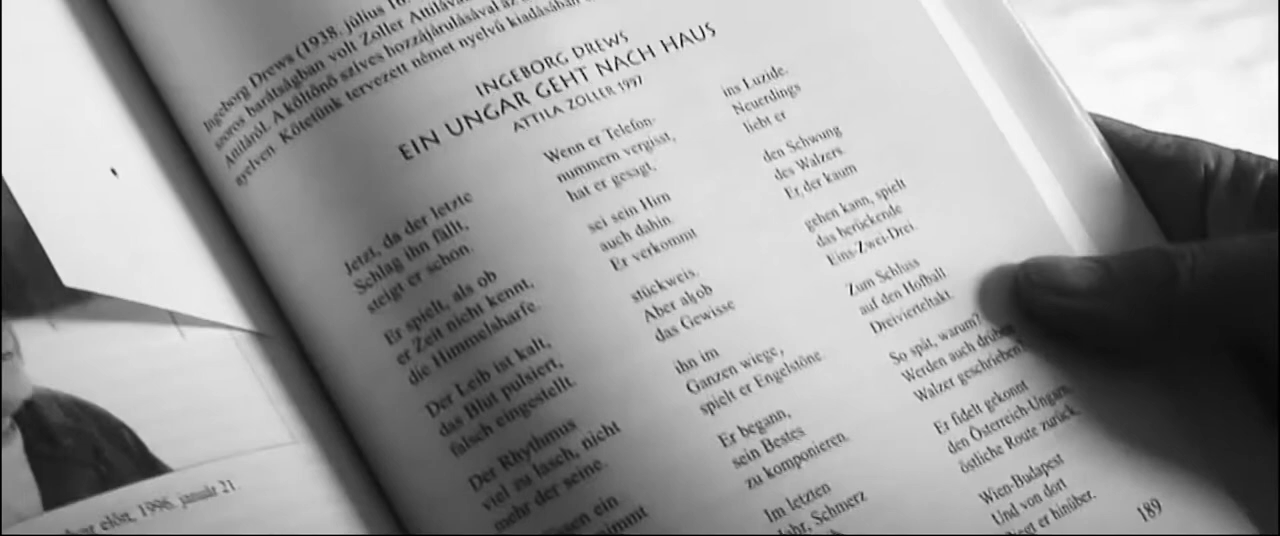 Ingeborg Drews (1938. július 16.
szoros barátságban volt Zoller Attilával
Attiláról. A költőnő szíves hozzájárulásával az
nyelven. Kötetünk tervezett német nyelvű kiadásában
INGEBORG DREWS
EIN UNGAR GEHT NACH HAUS
ATTILA ZOLLER 1997
Jetzt, da der letzte
Schlag ihn fällt,
steigt er schon.
Er spielt, als ob
er Zeit nicht kennt,
die Himmelsharfe.
Der Leib ist kalt,
das Blut pulsiert,
falsch eingestellt.
Der Rhythmus
viel zu lasch, nicht
mehr der seine.
ein
Wenn er Telefon-
nummern vergisst,
hat er gesagt,
sei sein Hirn
auch dahin.
Er verkommt
stückweis.
Aber als ob
das Gewisse
ihn im
Ganzen wiege,
spielt er Engelstöne.
Er begann,
sein Bestes
zu komponieren.
Im letzten
Jahr, Schmerz
ins Luzide.
Neuerdings
liebt er
den Schwung
des Walzers.
Er, der kaum
gehen kann, spielt
das berückende
Eins-Zwei-Drei.
Zum Schluss
auf den Hofball
Dreivierteltakt.
So spät, warum?
Werden auch drüben
Walzer geschrieben?
Er fidelt gekonnt
den Österreich-Ungarn,
östliche Route zurück.
Wien-Budapest
Und von dort
fliegt er hinüber.
189
előtt, 1996. január 21.